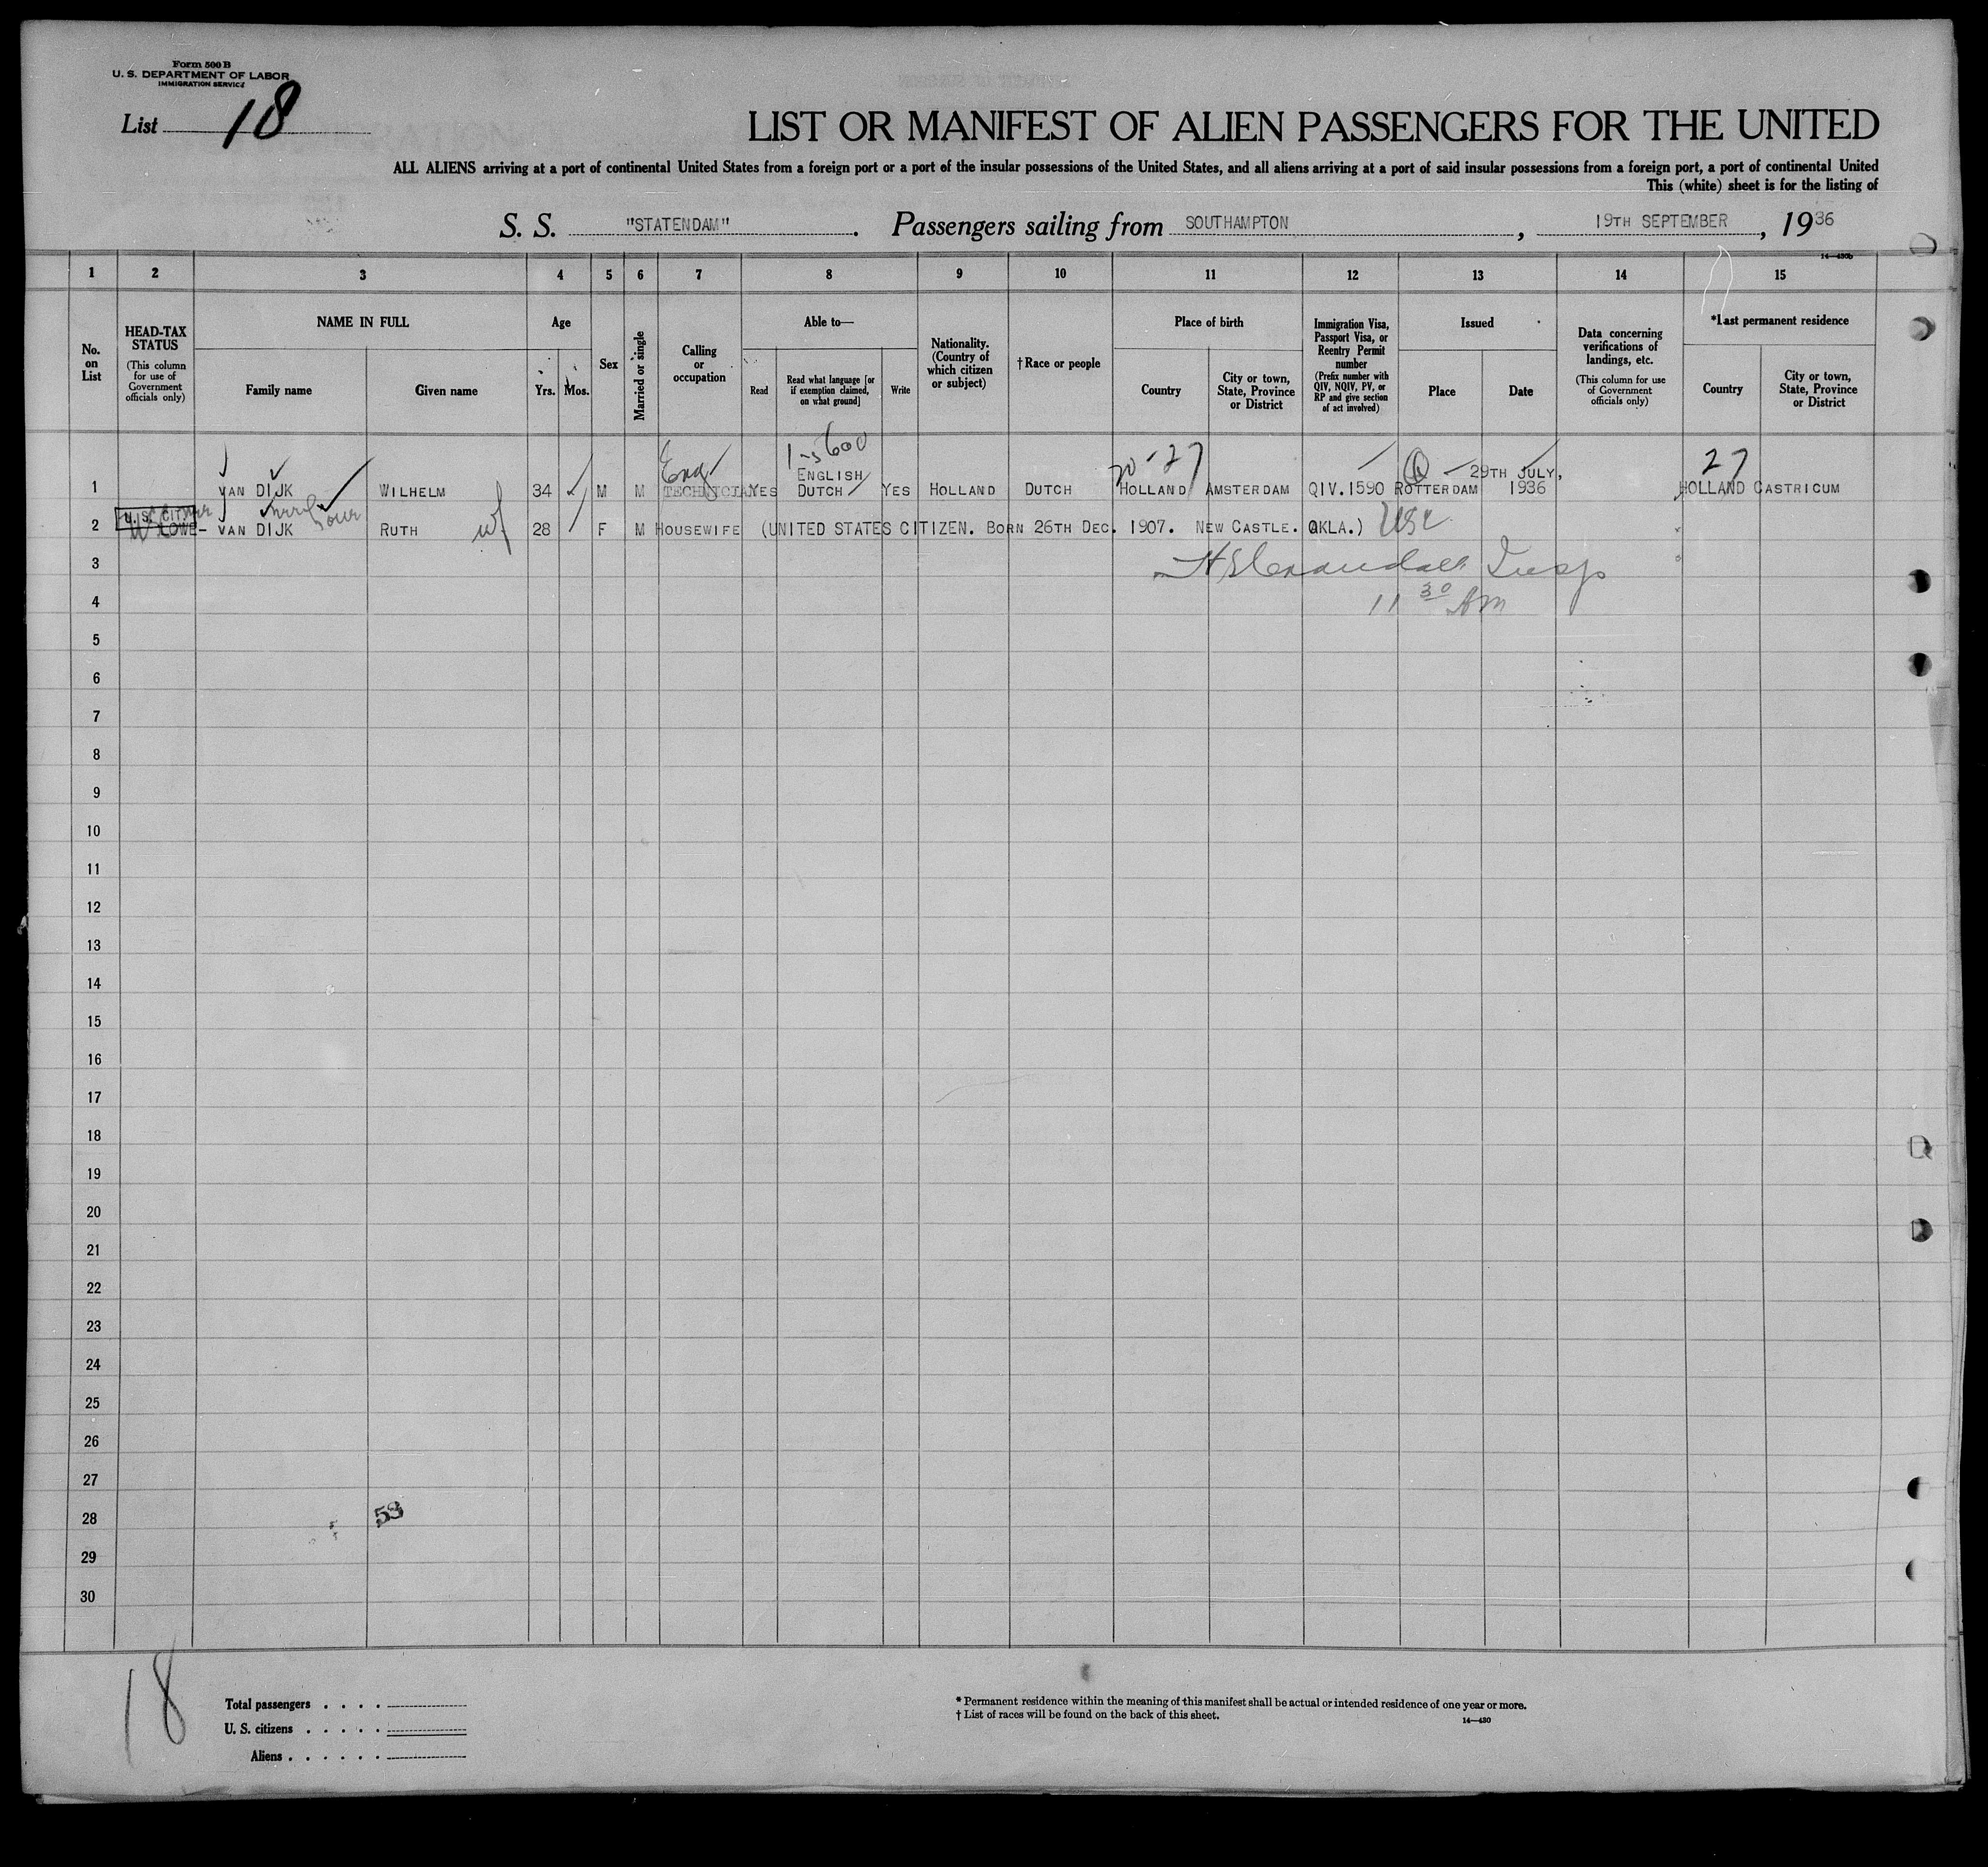 Form 500 B
U. S. DEPARTMENT OF LABOR
IMMIGRATION SERVICE
List 18
LIST OR MANIFEST OF ALIEN PASSENGERS FOR THE UNITED
ALL ALIENS arriving at a port of continental United States from a foreign port or a port of the insular possessions of the United States, and all aliens arriving at a port of said insular possessions from a foreign port, a port of continental United
This (white) sheet is for the listing of
S. S. "STATENDAM". Passengers sailing from SOUTHAMPTON, 19TH SEPTEMBER, 1936
14—430b
1 2 3 4 5 6 7 8 9 10 11 12 13 14 15
No. on List
HEAD-TAX STATUS
(This column for use of Government officials only)
NAME IN FULL
Family name
Given name
Age
Yrs.
Mos.
Sex
Married or single
Calling or occupation
Able to—
Read
Read what language [or if exemption claimed, on what ground]
Write
Nationality. (Country of which citizen or subject)
† Race or people
Place of birth
Country
City or town, State, Province or District
Immigration Visa, Passport Visa, or Reentry Permit number
(Prefix number with QIV, NQIV, PV, or RP and give section of act involved)
Issued
Place
Date
Data concerning verifications of landings, etc.
(This column for use of Government officials only)
*Last permanent residence
Country
City or town, State, Province or District
Eng
20-27
27
ENGLISH 29TH JULY,
1 VAN DIJK WILHELM 34 M M TECHNICIAN YES DUTCH YES HOLLAND DUTCH HOLLAND AMSTERDAM QIV.1590 ROTTERDAM 1936 HOLLAND CASTRICUM
U.S. CIT
2 LOWE- VAN DIJK RUTH wf 28 F M HOUSEWIFE (UNITED STATES CITIZEN. BORN 26TH DEC. 1907. NEW CASTLE. OKLA.) USC
3 Insp
4 11 30 AM
5
6
7
8
9
10
11
12
13
14
15
16
17
18
19
20
21
22
23
24
25
26
27
28 53
29
30
18
Total passengers . . . .
U. S. citizens . . . . .
Aliens . . . . . .
* Permanent residence within the meaning of this manifest shall be actual or intended residence of one year or more.
† List of races will be found on the back of this sheet.
14—430